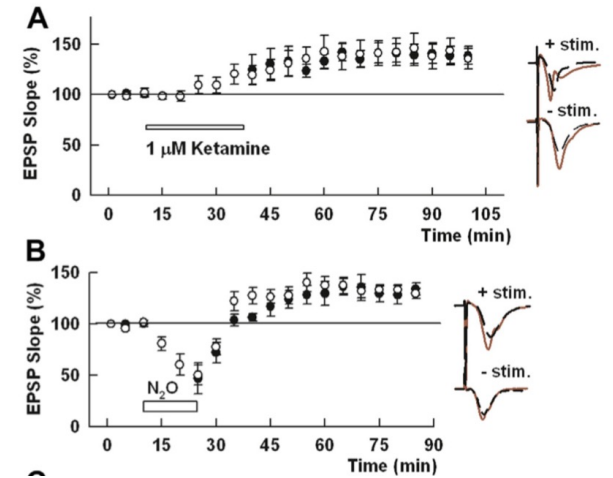 A
EPSP Slope (%)
150
100
50
0
1 μM Ketamine
0 15 30 45 60 75 90 105
Time (min)
+ stim.
- stim.
B
EPSP Slope (%)
150
100
50
0
N₂O
0 15 30 45 60 75 90
Time (min)
+ stim.
- stim.